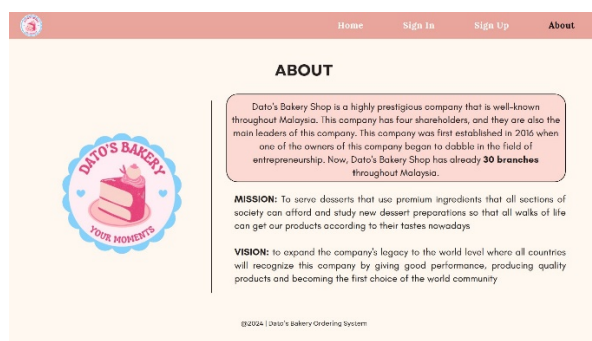 Home Sign In Sign Up About
ABOUT
DATO'S BAKERY
YOUR MOMENTS
Dato's Bakery Shop is a highly prestigious company that is well-known
throughout Malaysia. This company has four shareholders, and they are also the
main leaders of this company. This company was first established in 2016 when
one of the owners of this company began to dabble in the field of
entrepreneurship. Now, Dato's Bakery Shop has already 30 branches
throughout Malaysia.
MISSION: To serve desserts that use premium ingredients that all sections of
society can afford and study new dessert preparations so that all walks of life
can get our products according to their tastes nowadays
VISION: to expand the company's legacy to the world level where all countries
will recognize this company by giving good performance, producing quality
products and becoming the first choice of the world community
@2024 | Dato's Bakery Ordering System